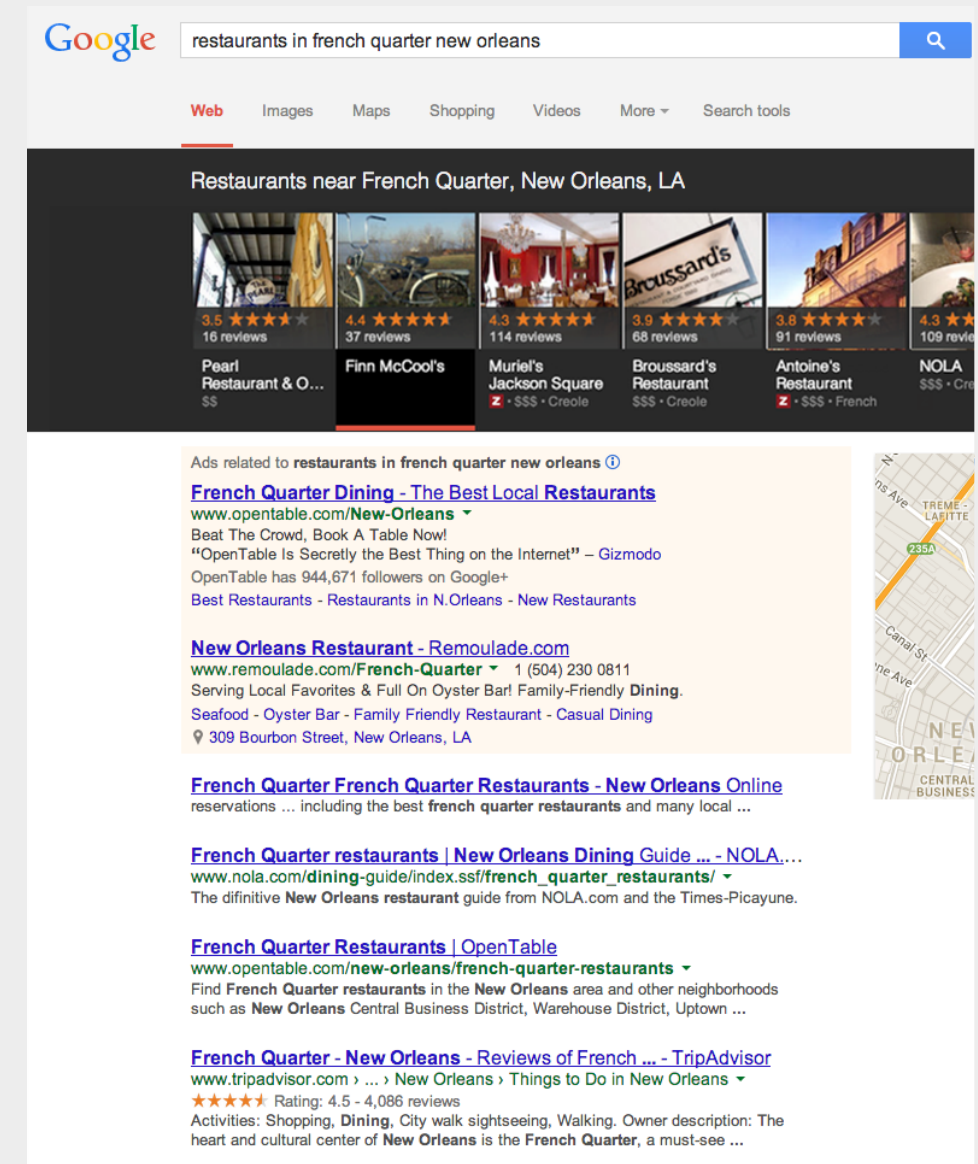 Google
restaurants in french quarter new orleans
Web Images Maps Shopping Videos More Search tools
Restaurants near French Quarter, New Orleans, LA
THE
PEARL
Broussard's
3.5
16 reviews
Pearl
Restaurant & O...
$$
4.4
37 reviews
Finn McCool's
4.3
114 reviews
Muriel's
Jackson Square
Z · $$$ · Creole
3.9
68 reviews
Broussard's
Restaurant
$$$ · Creole
3.8
91 reviews
Antoine's
Restaurant
Z · $$$ · French
4.3
109 revie
NOLA
$$$ · Cre
Ads related to restaurants in french quarter new orleans
French Quarter Dining - The Best Local Restaurants
www.opentable.com/New-Orleans
Beat The Crowd, Book A Table Now!
“OpenTable Is Secretly the Best Thing on the Internet” – Gizmodo
OpenTable has 944,671 followers on Google+
Best Restaurants - Restaurants in N.Orleans - New Restaurants
New Orleans Restaurant - Remoulade.com
www.remoulade.com/French-Quarter 1 (504) 230 0811
Serving Local Favorites & Full On Oyster Bar! Family-Friendly Dining.
Seafood - Oyster Bar - Family Friendly Restaurant - Casual Dining
309 Bourbon Street, New Orleans, LA
French Quarter French Quarter Restaurants - New Orleans Online
reservations ... including the best french quarter restaurants and many local ...
French Quarter restaurants | New Orleans Dining Guide ... - NOLA....
www.nola.com/dining-guide/index.ssf/french_quarter_restaurants/
The difinitive New Orleans restaurant guide from NOLA.com and the Times-Picayune.
French Quarter Restaurants | OpenTable
www.opentable.com/new-orleans/french-quarter-restaurants
Find French Quarter restaurants in the New Orleans area and other neighborhoods
such as New Orleans Central Business District, Warehouse District, Uptown ...
French Quarter - New Orleans - Reviews of French ... - TripAdvisor
www.tripadvisor.com › ... › New Orleans › Things to Do in New Orleans
Rating: 4.5 - 4,086 reviews
Activities: Shopping, Dining, City walk sightseeing, Walking. Owner description: The
heart and cultural center of New Orleans is the French Quarter, a must-see ...
N
ns Ave
TREME -
LAFITTE
235A
Canal St
ne Ave
NEW
ORLEA
CENTRAL
BUSINESS